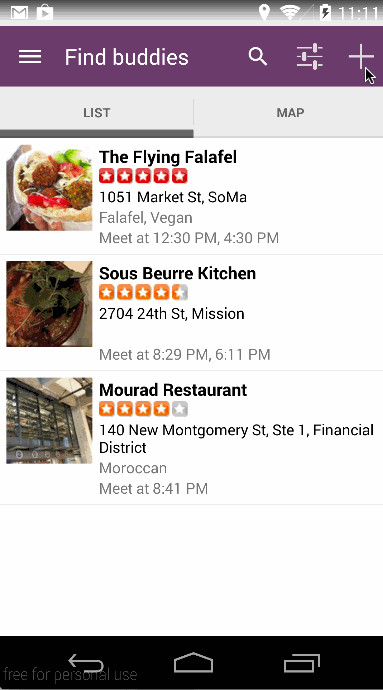 11:11
Find buddies
LIST
MAP
The Flying Falafel
1051 Market St, SoMa
Falafel, Vegan
Meet at 12:30 PM, 4:30 PM
Sous Beurre Kitchen
2704 24th St, Mission
Meet at 8:29 PM, 6:11 PM
Mourad Restaurant
140 New Montgomery St, Ste 1, Financial
District
Moroccan
Meet at 8:41 PM
free for personal use